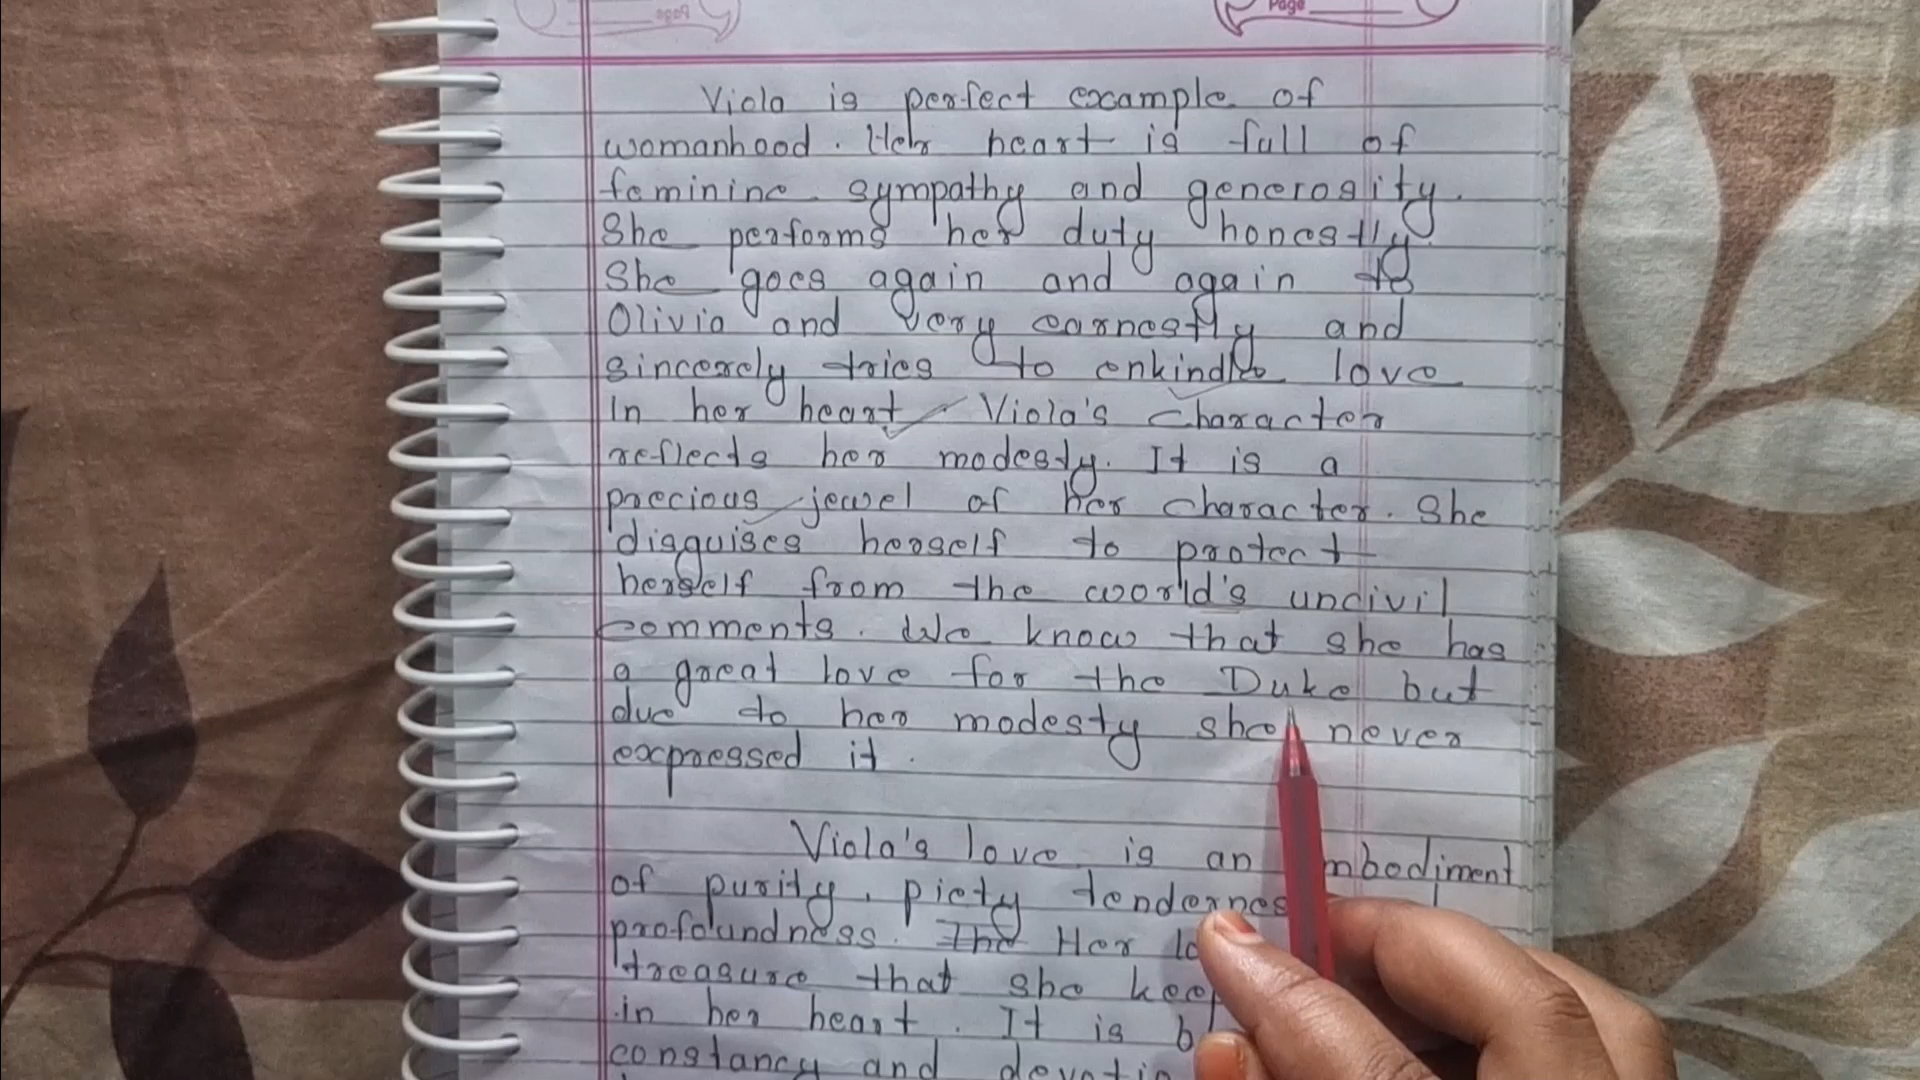 Page
Page
Viola is perfect example of
womanhood. Her heart is full of
feminine sympathy and generosity.
She performs her duty honestly.
She goes again and again to
Olivia and very earnestly and
sincerely tries to enkindle love
in her heart. Viola's character
reflects her modesty. It is a
precious jewel of her character. She
disguises herself to protect
herself from the world's uncivil
comments. We know that she has
a great love for the Duke but
due to her modesty she never
expressed it.
Viola's love is an mbodiment
of purity, piety tendernes
profoundness. The Her
treasure that she keep
in her heart. It is
constancy and